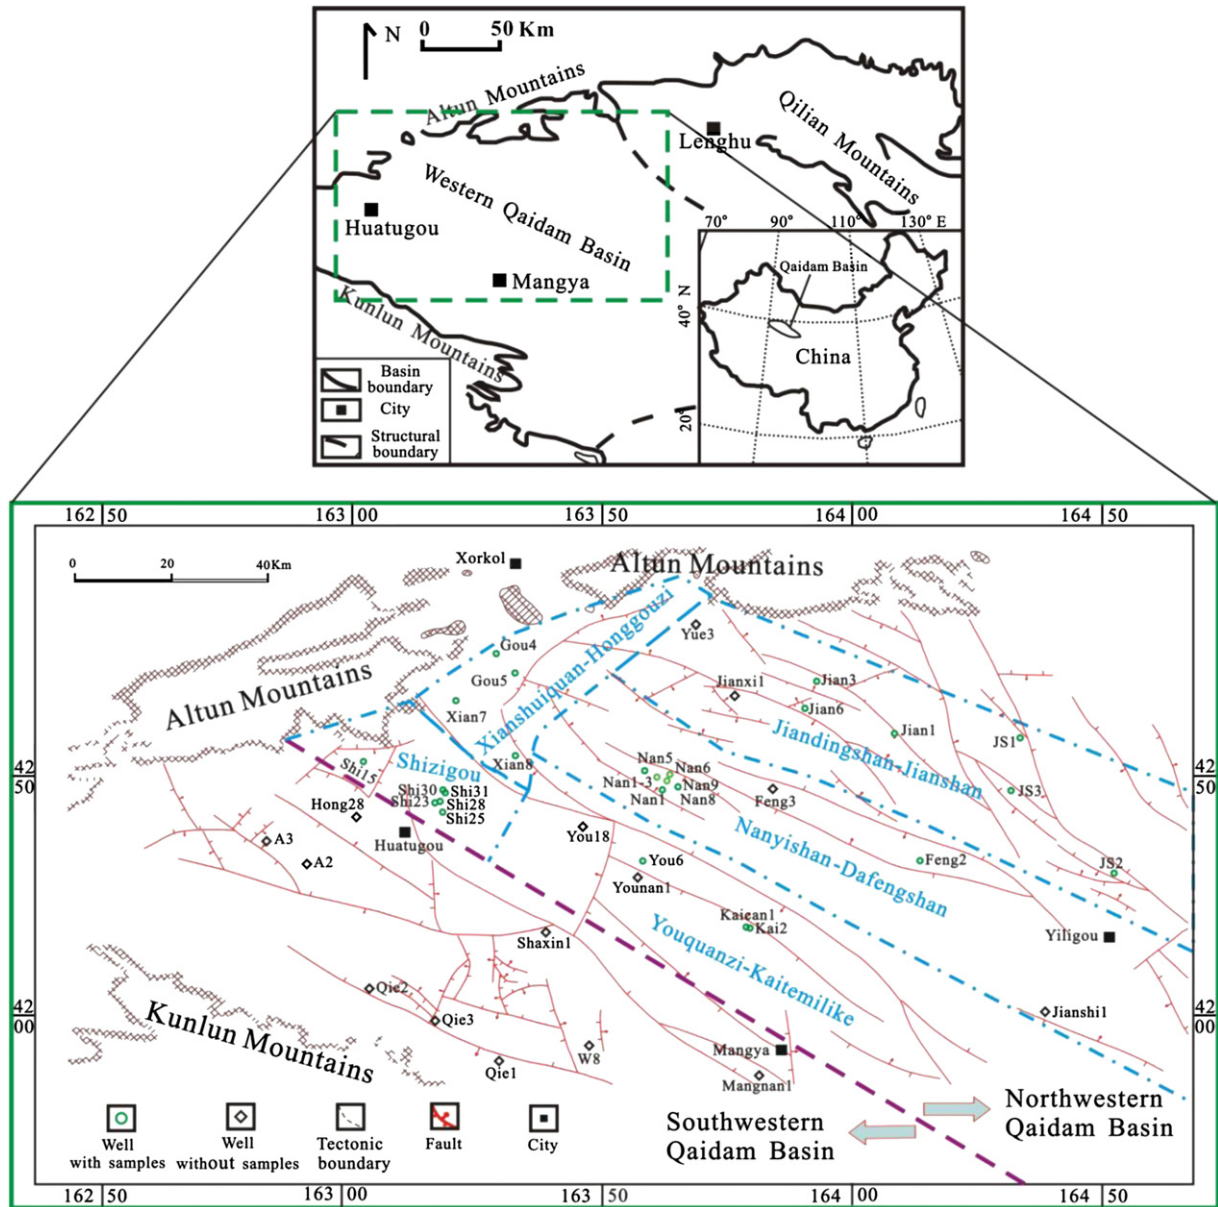 N
0 50 Km
Altun Mountains
Qilian Mountains
Lenghu
Western Qaidam Basin
Huatugou
Mangya
Kunlun Mountains
70° 90° 110° 130° E
Qaidam Basin
40° N
China
20°
Basin
boundary
City
Structural
boundary
162 50 163 00 163 50 164 00 164 50
0 20 40Km
Xorkol
Altun Mountains
Altun Mountains
Yue3
Gou4
Gou5
Xian7
Xianshuiquan-Honggouzi
Jianxi1
Jian3
Jian6
Jian1
JS1
Jiandingshan-Jianshan
42
50
42
50
Xian8
Shizigou
Shi15
Shi30
Shi31
Shi23
Shi28
Shi25
Hong28
Huatugou
A3
A2
Nan5
Nan6
Nan1-3
Nan9
Nan1
Nan8
Feng3
JS3
You18
You6
Younan1
Nanyishan-Dafengshan
Feng2
JS2
Kaican1
Kai2
Yiligou
Shaxin1
Youquanzi-Kaitemilike
Qie2
Qie3
Qie1
W8
42
00
42
00
Jianshi1
Kunlun Mountains
Mangya
Mangnan1
Southwestern
Qaidam Basin
Northwestern
Qaidam Basin
Well
with samples
Well
without samples
Tectonic
boundary
Fault
City
162 50 163 00 163 50 164 00 164 50